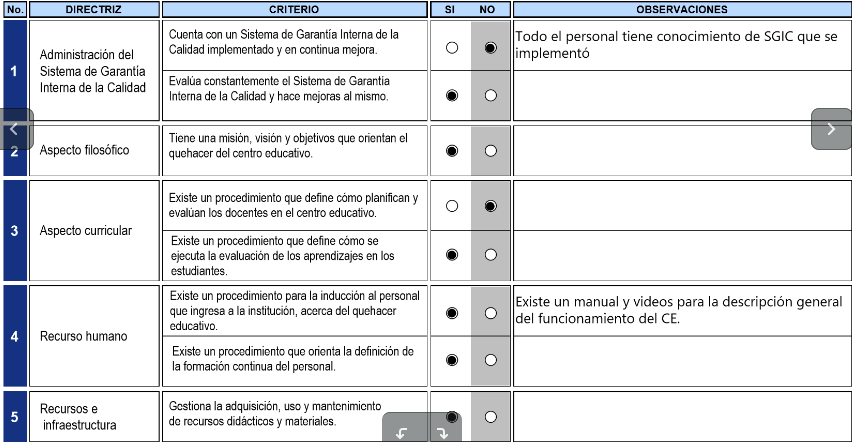 No. DIRECTRIZ CRITERIO SI NO OBSERVACIONES
1
Administración del
Sistema de Garantía
Interna de la Calidad
Cuenta con un Sistema de Garantía Interna de la
Calidad implementado y en continua mejora.
Todo el personal tiene conocimiento de SGIC que se
implementó
Evalúa constantemente el Sistema de Garantía
Interna de la Calidad y hace mejoras al mismo.
2
Aspecto filosófico
Tiene una misión, visión y objetivos que orientan el
quehacer del centro educativo.
3
Aspecto curricular
Existe un procedimiento que define cómo planifican y
evalúan los docentes en el centro educativo.
Existe un procedimiento que define cómo se
ejecuta la evaluación de los aprendizajes en los
estudiantes.
4
Recurso humano
Existe un procedimiento para la inducción al personal
que ingresa a la institución, acerca del quehacer
educativo.
Existe un manual y videos para la descripción general
del funcionamiento del CE.
Existe un procedimiento que orienta la definición de
la formación continua del personal.
5
Recursos e
infraestructura
Gestiona la adquisición, uso y mantenimiento
de recursos didácticos y materiales.